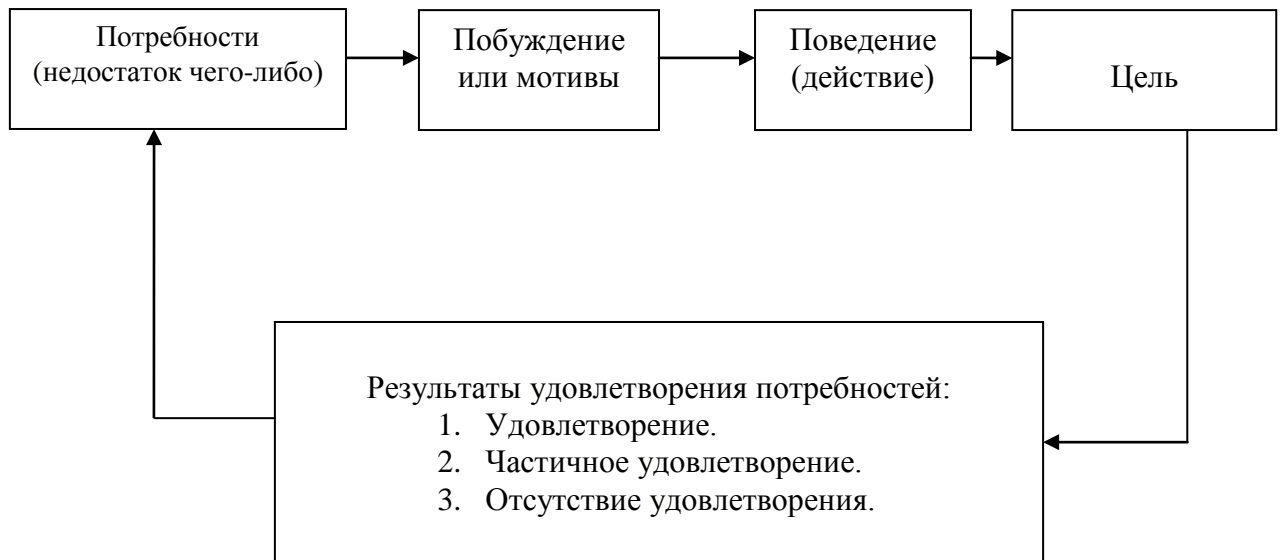 Потребности
(недостаток чего-либо)
Побуждение
или мотивы
Поведение
(действие)
Цель
Результаты удовлетворения потребностей:
1. Удовлетворение.
2. Частичное удовлетворение.
3. Отсутствие удовлетворения.